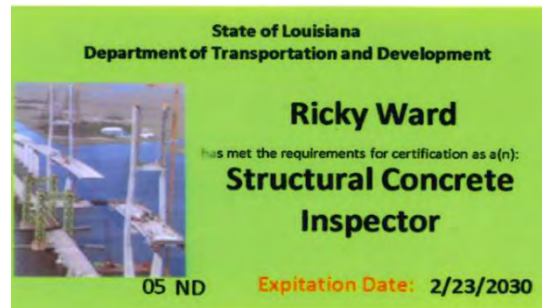 State of Louisiana
Department of Transportation and Development
Ricky Ward
has met the requirements for certification as a(n):
Structural Concrete
Inspector
05 ND
Expitation Date: 2/23/2030